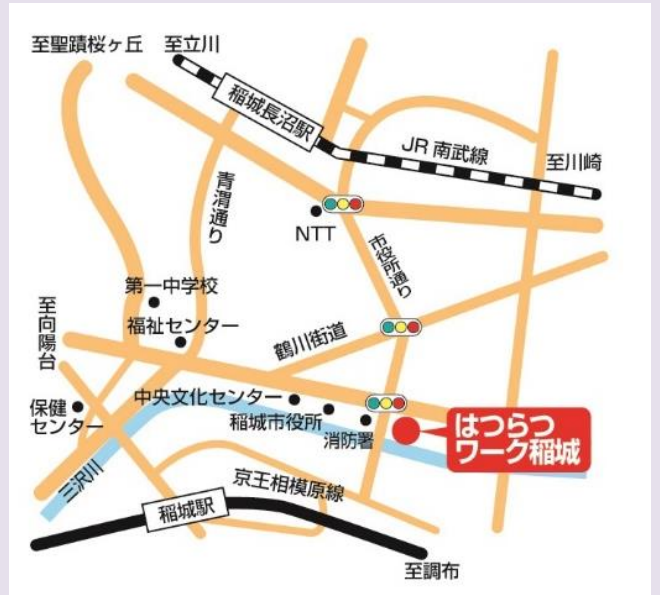 至聖蹟桜ヶ丘
至立川
稲城長沼駅
JR 南武線
至川崎
青渭通り
NTT
市役所通り
第一中学校
至向陽台
福祉センター
鶴川街道
保健
センター
中央文化センター
稲城市役所
消防署
はつらつ
ワーク稲城
三沢川
京王相模原線
稲城駅
至調布